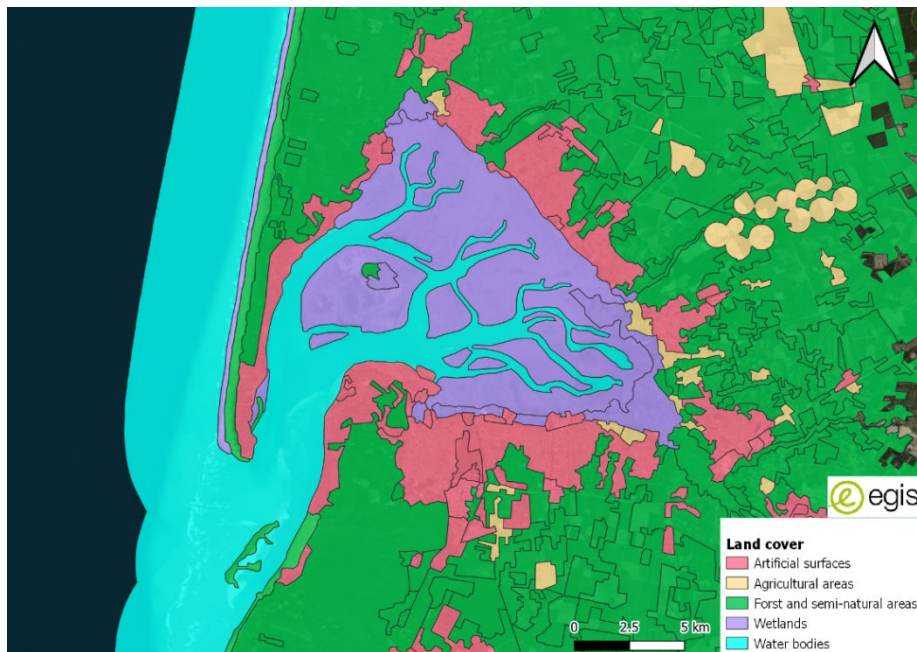 egis
Land cover
Artificial surfaces
Agricultural areas
Forst and semi-natural areas
Wetlands
Water bodies
0 2.5 5 km